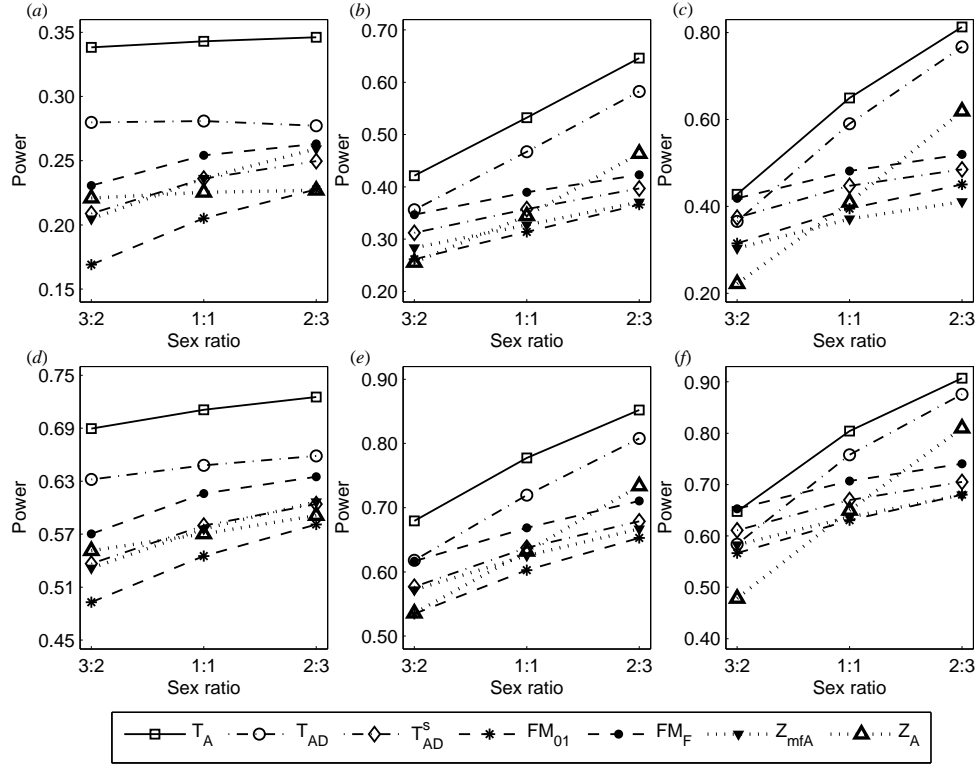 (a) (b) (c)
0.35 0.70
0.30 0.60 0.80
0.25 0.50 0.60
0.40
0.20 0.30 0.40
0.15 0.20 0.20
Power Power Power
3:2 1:1 2:3 3:2 1:1 2:3 3:2 1:1 2:3
Sex ratio Sex ratio Sex ratio
(d) (e) (f)
0.75 0.90 0.90
0.69 0.80 0.80
0.63 0.70 0.70
0.57 0.60 0.60
0.51 0.50
0.45 0.50 0.40
Power Power Power
3:2 1:1 2:3 3:2 1:1 2:3 3:2 1:1 2:3
Sex ratio Sex ratio Sex ratio
T_A T_AD T^s_AD FM_01 FM_F Z_mfA Z_A